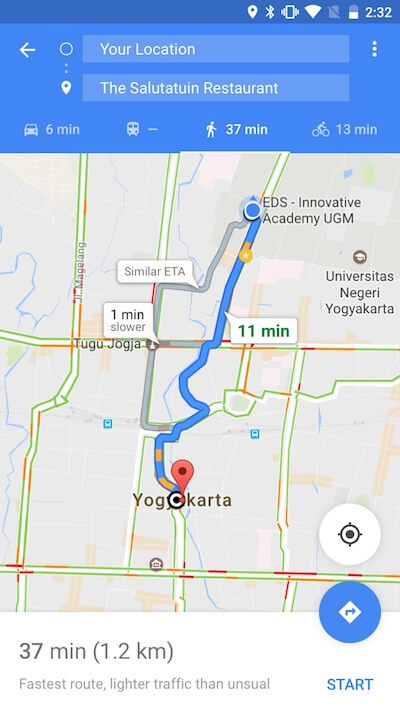 2:32
Your Location
The Salutatuin Restaurant
6 min
—
37 min
13 min
EDS - Innovative
Academy UGM
Jl. Magelang
Similar ETA
Universitas
Negeri
Yogyakarta
1 min
slower
11 min
Tugu Jogja
Yogyakarta
37 min (1.2 km)
Fastest route, lighter traffic than unsual
START